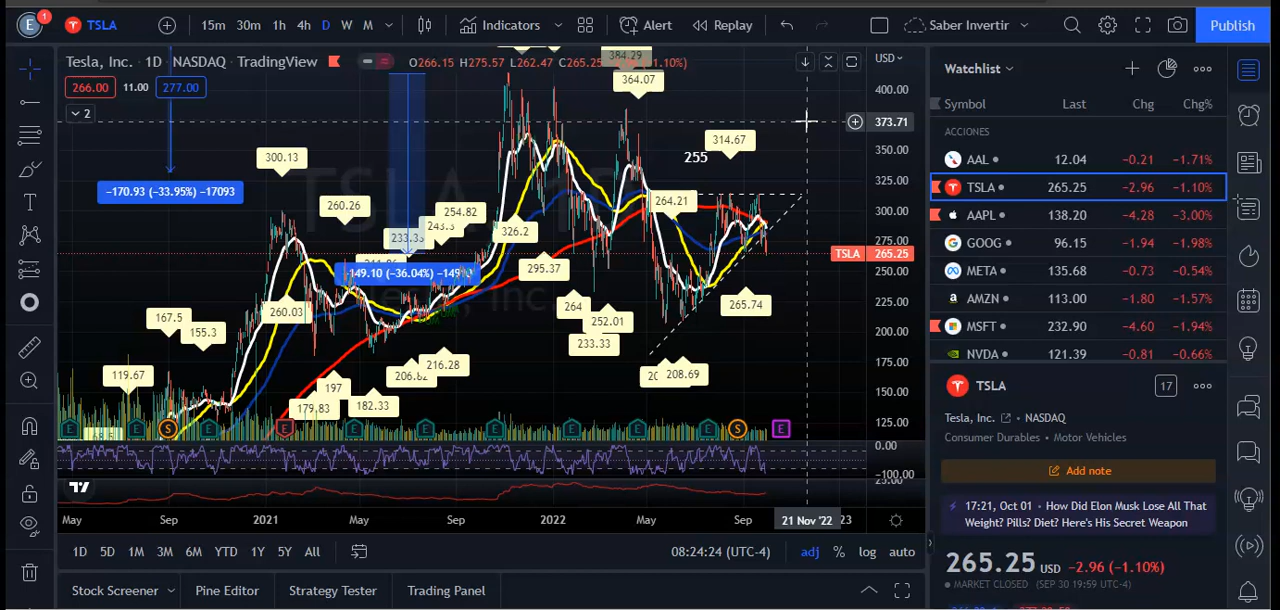 E 1 TSLA 15m 30m 1h 4h D W M Indicators Alert Replay Saber Invertir Publish
Tesla, Inc. · 1D · NASDAQ · TradingView O266.15 H275.57 L262.47 C265.25
266.00 11.00 277.00
2
USD
400.00
373.71
350.00
325.00
300.00
275.00
TSLA 265.25
250.00
225.00
200.00
175.00
150.00
125.00
0.00
-100.00
384.29
364.07
314.67
255
300.13
−170.93 (−33.95%) −17093
260.26
254.82
243.3
233.33
264.21
326.2
295.37
149.10 (−36.04%)
260.03
265.74
264
252.01
233.33
167.5
155.3
119.67
216.28
208.69
197
182.33
179.83
May Sep 2021 May Sep 2022 May Sep 21 Nov '22 23
1D 5D 1M 3M 6M YTD 1Y 5Y All 08:24:24 (UTC-4) adj % log auto
Stock Screener Pine Editor Strategy Tester Trading Panel
Watchlist
Symbol Last Chg Chg%
ACCIONES
AAL 12.04 −0.21 −1.71%
TSLA 265.25 −2.96 −1.10%
AAPL 138.20 −4.28 −3.00%
GOOG 96.15 −1.94 −1.98%
META 135.68 −0.73 −0.54%
AMZN 113.00 −1.80 −1.57%
MSFT 232.90 −4.60 −1.94%
NVDA 121.39 −0.81 −0.66%
TSLA 17
Tesla, Inc. · NASDAQ
Consumer Durables · Motor Vehicles
Add note
17:21, Oct 01 · How Did Elon Musk Lose All That
Weight? Pills? Diet? Here's His Secret Weapon
265.25 USD −2.96 (−1.10%)
MARKET CLOSED (SEP 30 19:59 UTC-4)